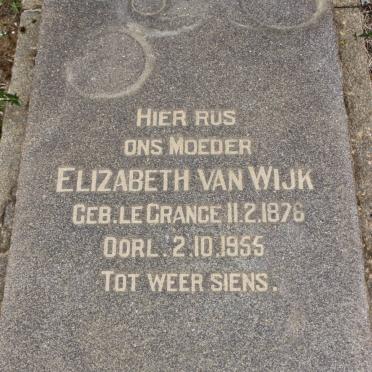 HIER RUS
ONS MOEDER
ELIZABETH VAN WIJK
GEB. LE GRANGE 11.2.1876
OORL. 2.10.1955
TOT WEER SIENS.